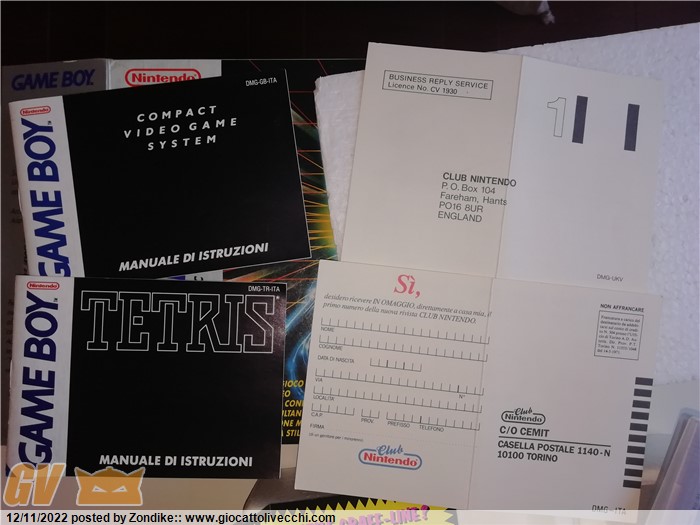 GAME BOY
Nintendo
DMG-GB-ITA
Nintendo
GAME BOY
COMPACT
VIDEO GAME
SYSTEM
MANUALE DI ISTRUZIONI
BUSINESS REPLY SERVICE
Licence No. CV 1930
1
CLUB NINTENDO
P.O. Box 104
Fareham, Hants
PO16 8UR
ENGLAND
DMG-UKV
Nintendo
GAME BOY
DMG-TR-ITA
TETRIS
MANUALE DI ISTRUZIONI
GIOCO
Sì,
desidero ricevere IN OMAGGIO, direttamente a casa mia, il
primo numero della nuova rivista CLUB NINTENDO.
NOME
COGNOME
DATA DI NASCITA
VIA
N°
LOCALITA'
C.A.P.
PROV
PREFISSO
TELEFONO
FIRMA
Club
Nintendo
NON AFFRANCARE
Club
Nintendo
C/O CEMIT
CASELLA POSTALE 1140-N
10100 TORINO
DMG-ITA
GV
12/11/2022 posted by Zondike:: www.giocattolivecchi.com